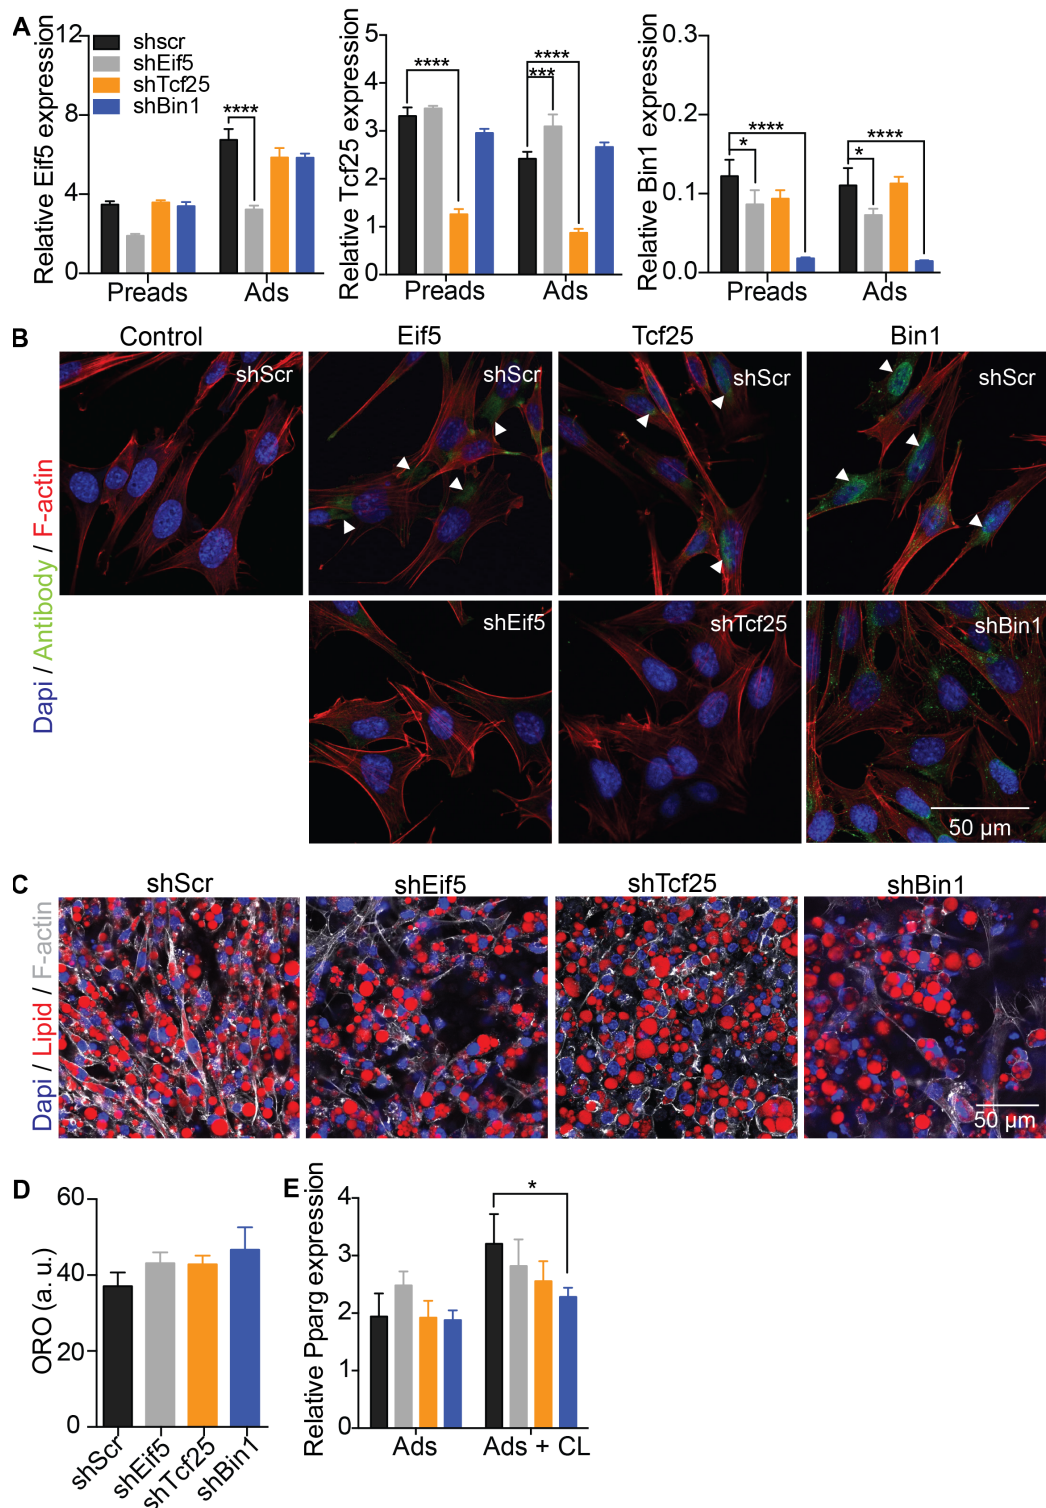 A
Relative Eif5 expression
12
8
4
0
shscr
shEif5
shTcf25
shBin1
****
Preads
Ads
Relative Tcf25 expression
5
4
3
2
1
0
****
****
***
Preads
Ads
Relative Bin1 expression
0.3
0.2
0.1
0.0
****
*
****
*
Preads
Ads
B
Control
Eif5
Tcf25
Bin1
Dapi / Antibody / F-actin
shScr
shScr
shScr
shScr
shEif5
shTcf25
shBin1
50 µm
C
shScr
shEif5
shTcf25
shBin1
Dapi / Lipid / F-actin
50 µm
D
ORO (a. u.)
60
40
20
0
shScr
shEif5
shTcf25
shBin1
E
Relative Pparg expression
4
3
2
1
0
*
Ads
Ads + CL